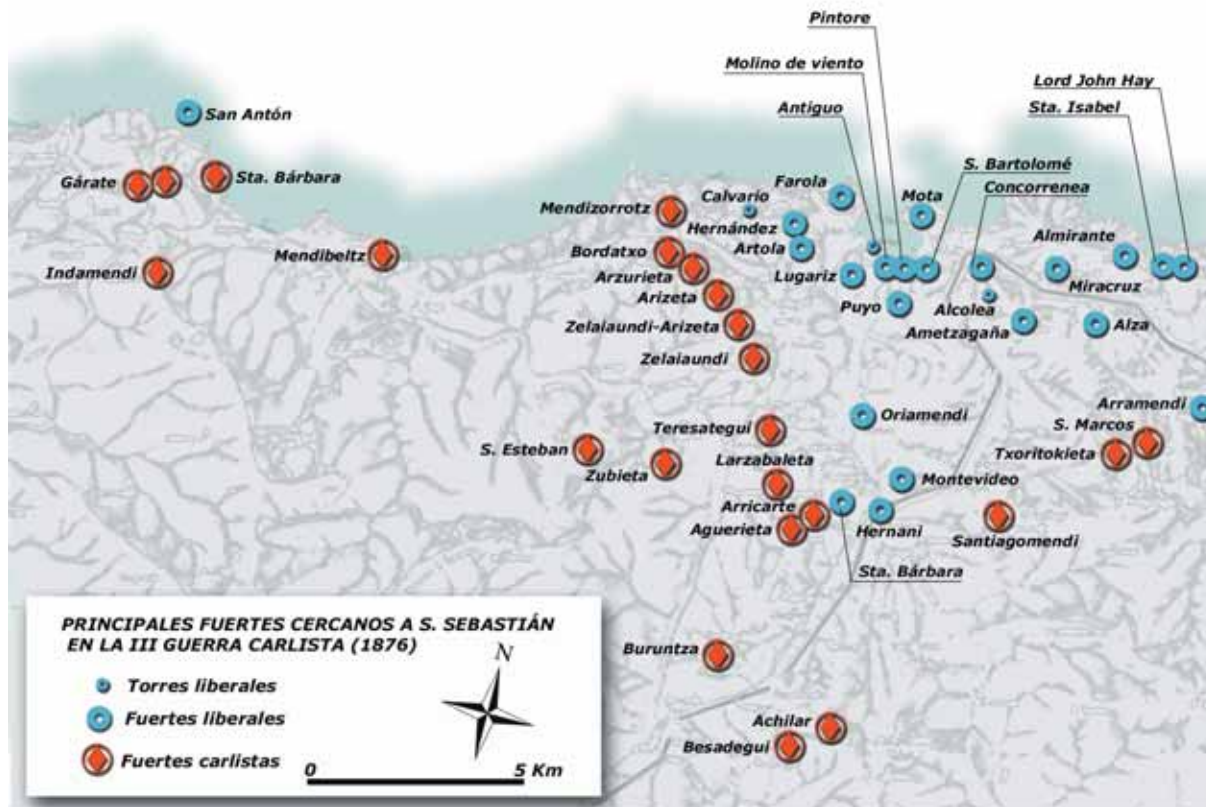 Pintore
Molino de viento
Lord John Hay
Antiguo
Sta. Isabel
San Antón
S. Bartolomé
Gárate
Sta. Bárbara
Concorrenea
Calvario
Farola
Mota
Mendizorrotz
Hernández
Almirante
Bordatxo
Artola
Mendibeltz
Indamendi
Arzurieta
Lugariz
Miracruz
Arizeta
Puyo
Alcolea
Zelaiaundi-Arizeta
Ametzagaña
Alza
Zelaiaundi
Arramendi
Oriamendi
S. Marcos
Teresategui
S. Esteban
Txoritokieta
Larzabaleta
Zubieta
Montevideo
Arricarte
Aguerieta
Hernani
Santiagomendi
Sta. Bárbara
Buruntza
Achilar
Besadegui
PRINCIPALES FUERTES CERCANOS A S. SEBASTIÁN
EN LA III GUERRA CARLISTA (1876)
N
Torres liberales
Fuertes liberales
Fuertes carlistas
0 5 Km